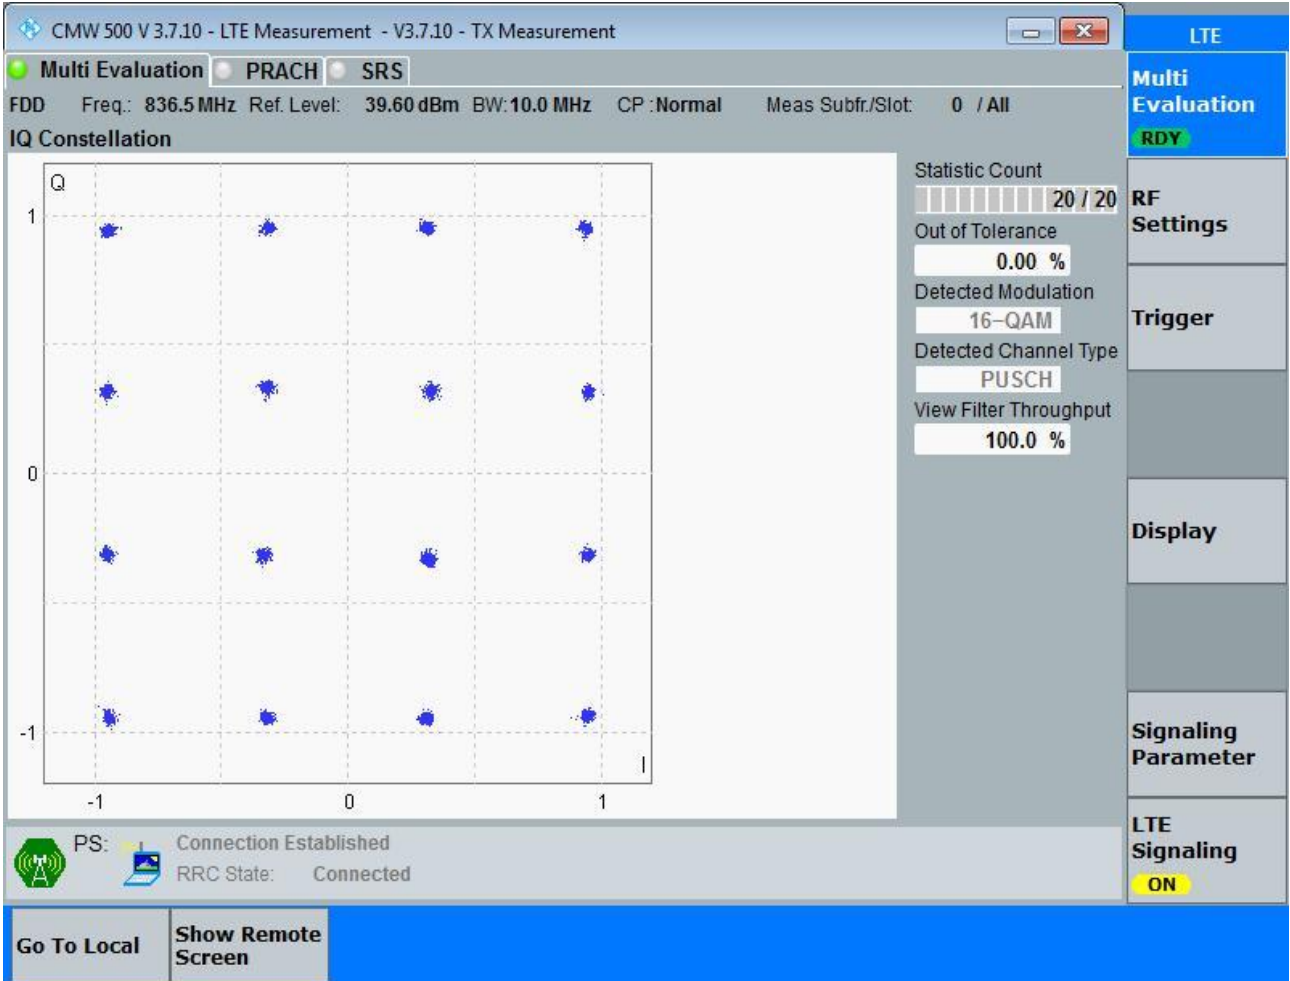 CMW 500 V 3.7.10 - LTE Measurement - V3.7.10 - TX Measurement
LTE
Multi Evaluation PRACH SRS
FDD Freq.: 836.5 MHz Ref. Level: 39.60 dBm BW: 10.0 MHz CP : Normal Meas Subfr./Slot: 0 / All
IQ Constellation
Q
1
0
-1
I
-1 0 1
Statistic Count
20 / 20
Out of Tolerance
0.00 %
Detected Modulation
16-QAM
Detected Channel Type
PUSCH
View Filter Throughput
100.0 %
Multi
Evaluation
RDY
RF
Settings
Trigger
Display
Signaling
Parameter
LTE
Signaling
ON
PS: Connection Established
RRC State: Connected
Go To Local
Show Remote
Screen